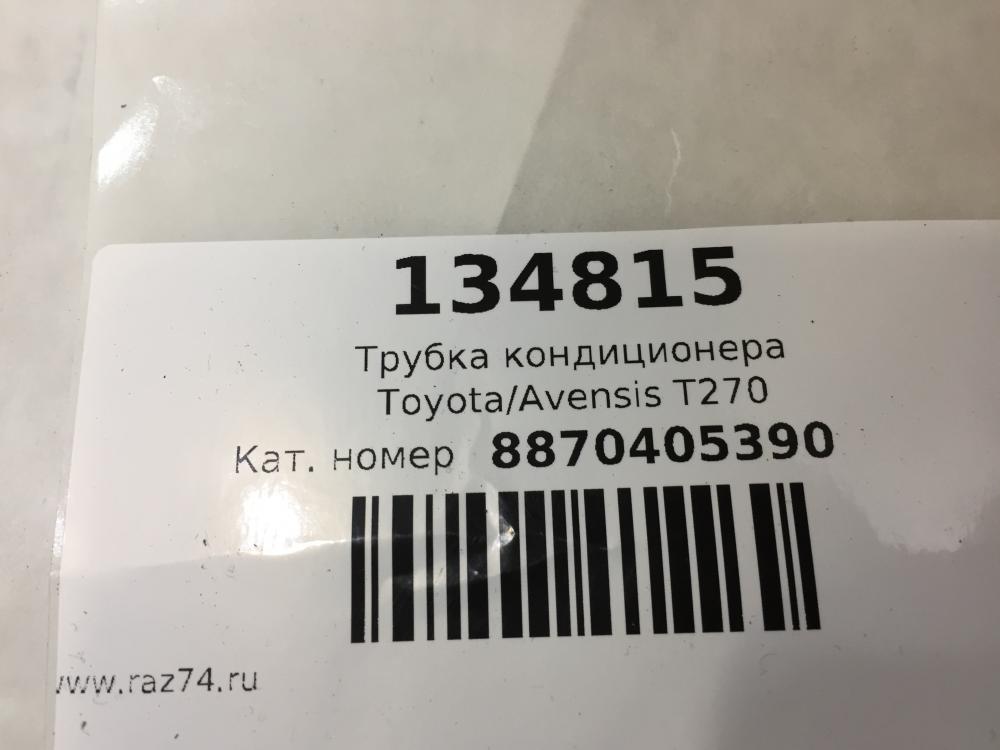 134815
Трубка кондиционера
Toyota/Avensis T270
Кат. номер 8870405390
www.raz74.ru